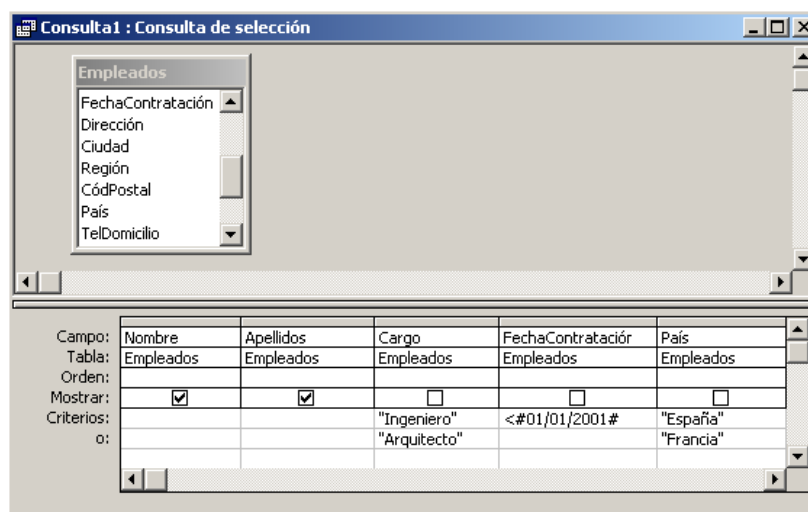 Consulta1 : Consulta de selección
Empleados
FechaContratación
Dirección
Ciudad
Región
CódPostal
País
TelDomicilio
Campo: Nombre Apellidos Cargo FechaContrataciór País
Tabla: Empleados Empleados Empleados Empleados Empleados
Orden:
Mostrar:
Criterios: "Ingeniero" <#01/01/2001# "España"
o: "Arquitecto" "Francia"